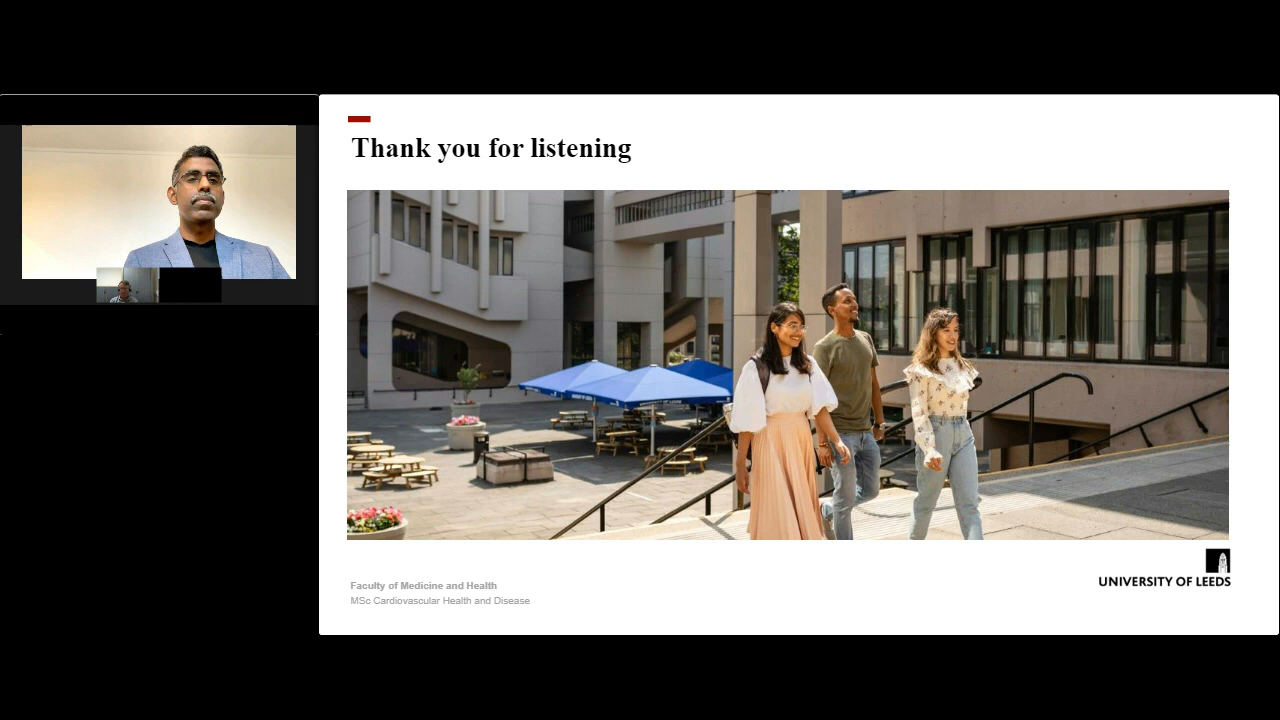 Thank you for listening
Faculty of Medicine and Health
MSc Cardiovascular Health and Disease
UNIVERSITY OF LEEDS